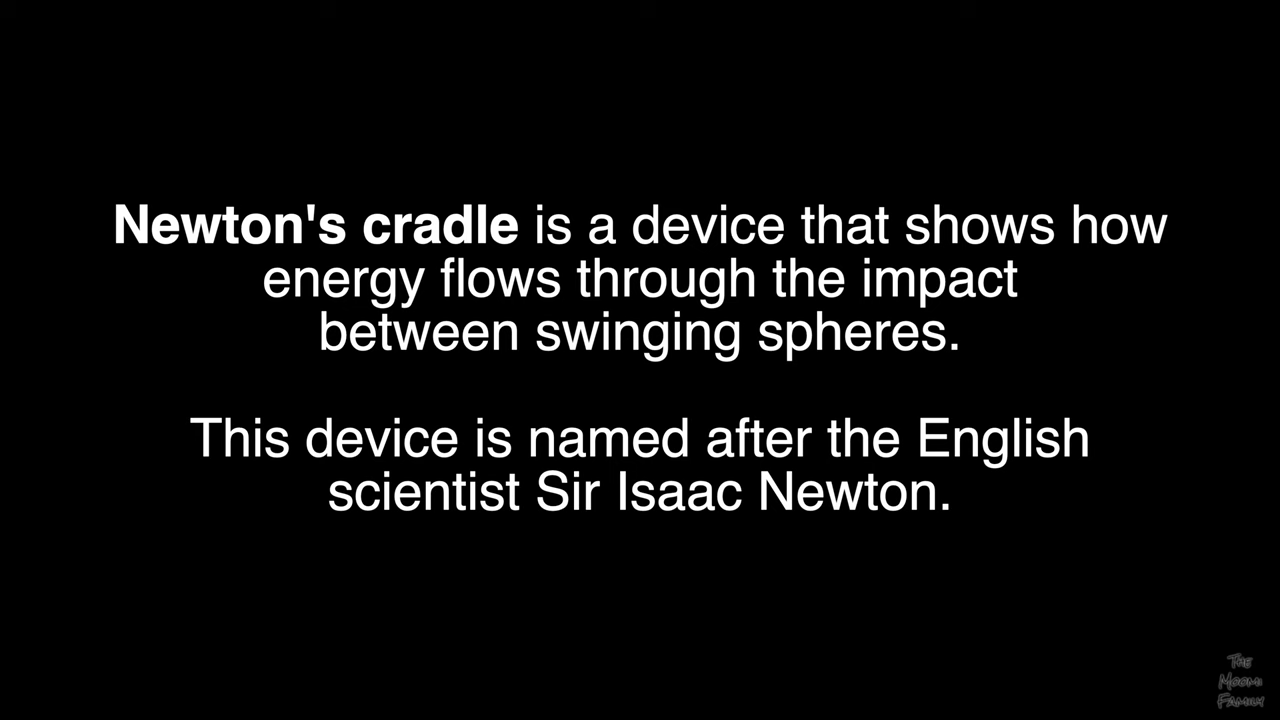 Newton's cradle is a device that shows how
energy flows through the impact
between swinging spheres.
This device is named after the English
scientist Sir Isaac Newton.
The
Moomi
Family